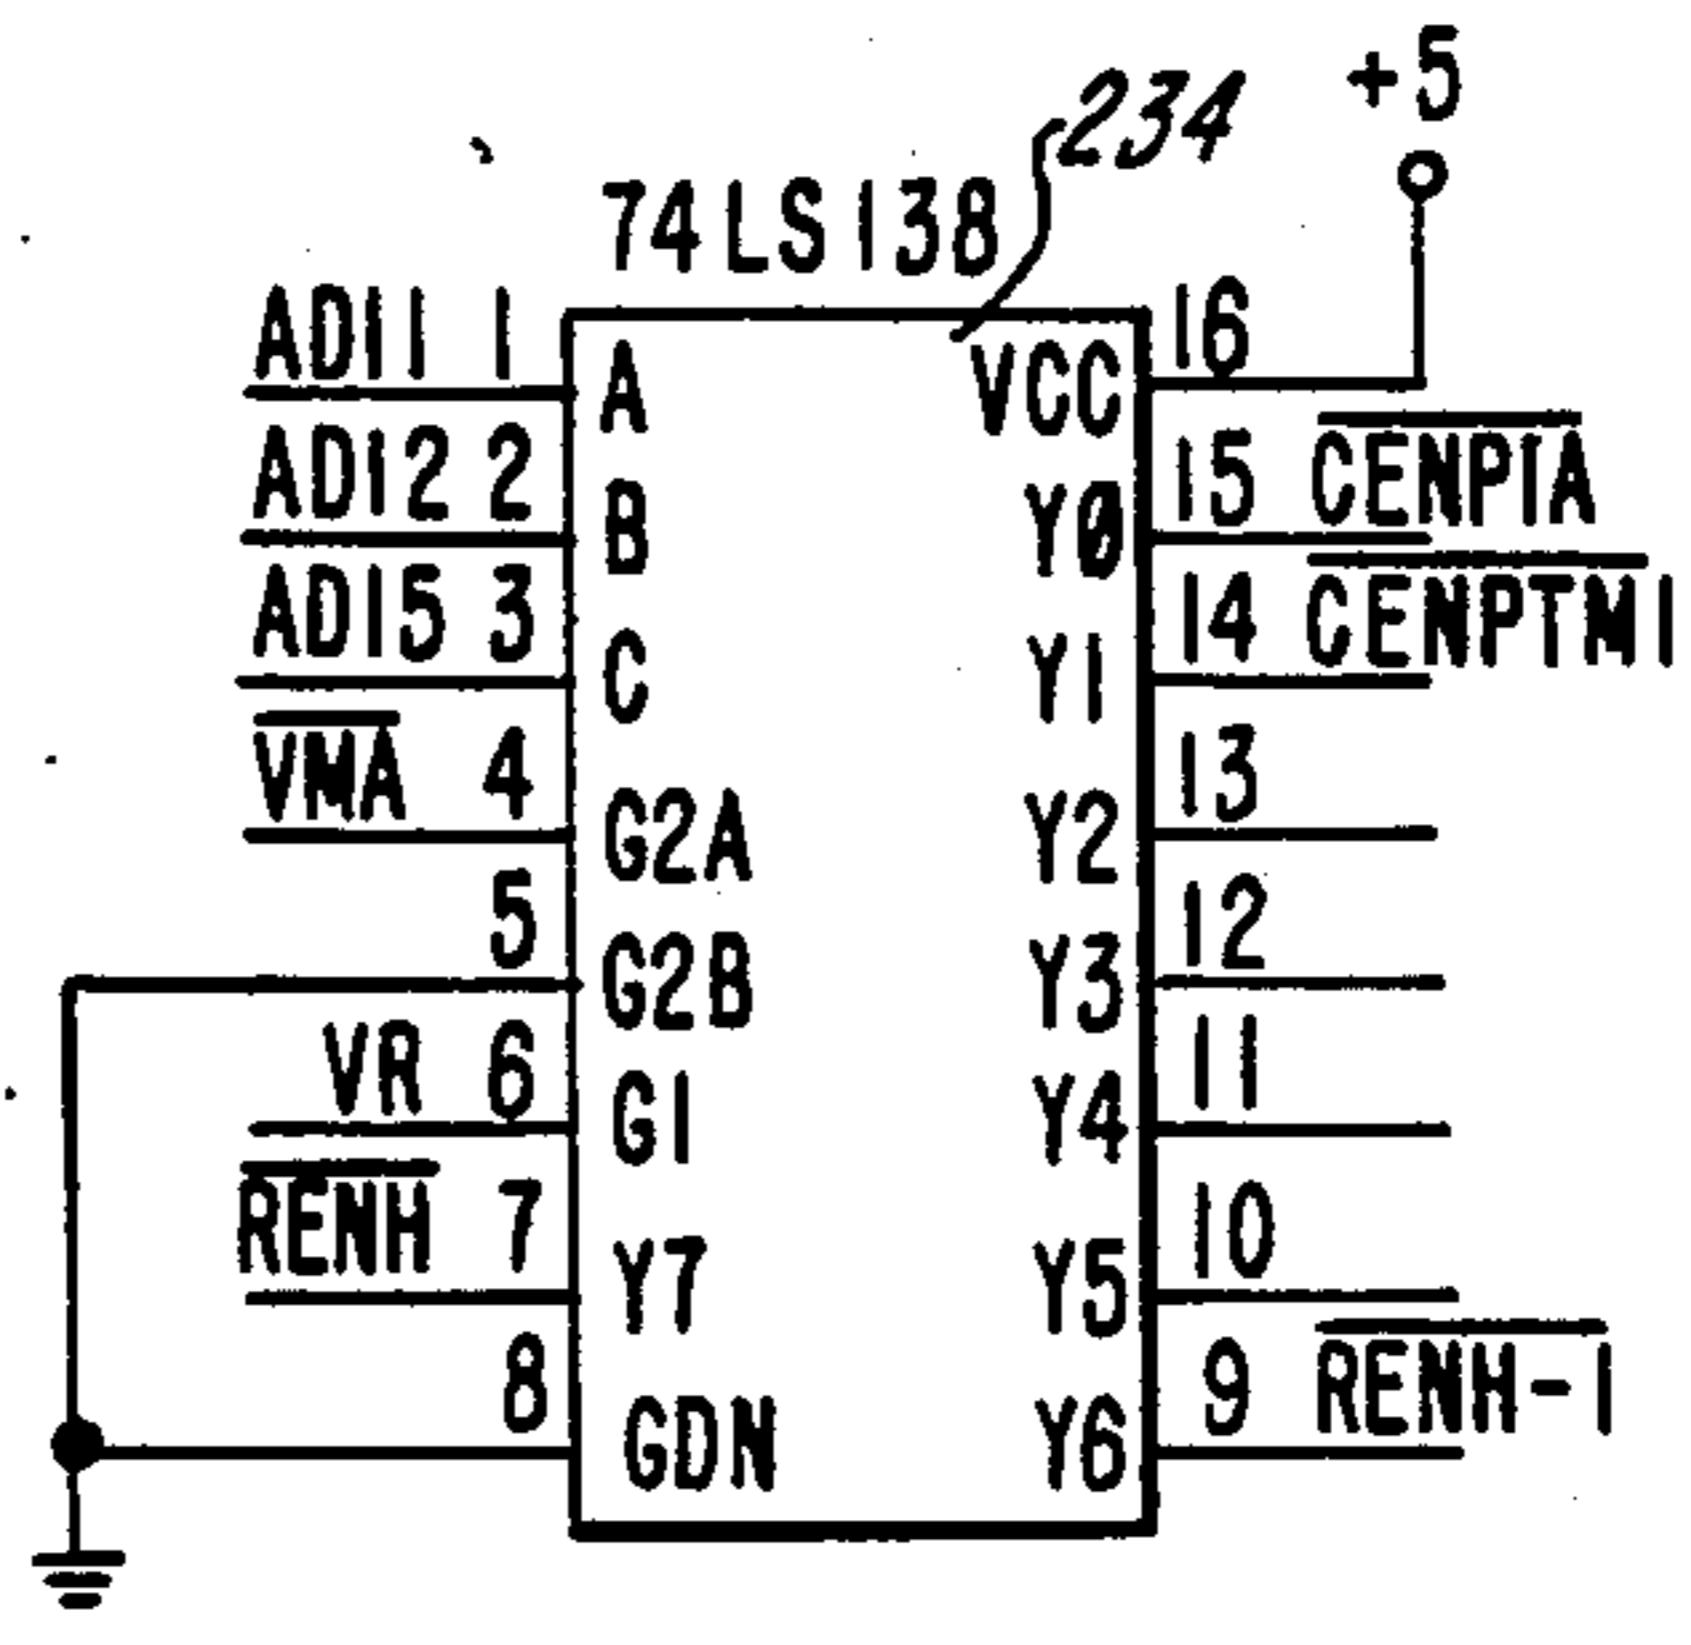 +5
234
74LS138
AD11 1 A VCC 16
AD12 2 B Y0 15 CENPIA
AD15 3 C Y1 14 CENPTM1
VMA 4 G2A Y2 13
5 G2B Y3 12
VR 6 G1 Y4 11
RENH 7 Y7 Y5 10
8 GDN Y6 9 RENH-1